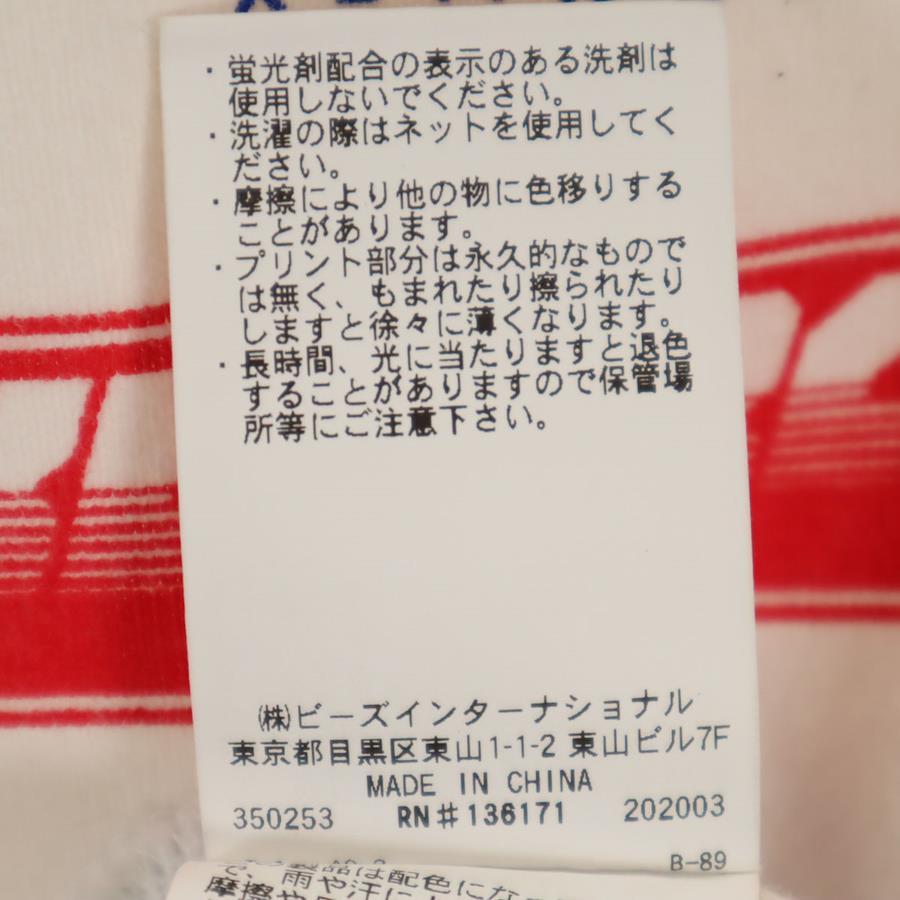 ・蛍光剤配合の表示のある洗剤は
使用しないでください。
・洗濯の際はネットを使用してく
ださい。
・摩擦により他の物に色移りする
ことがあります。
・プリント部分は永久的なもので
は無く、もまれたり擦られたり
しますと徐々に薄くなります。
・長時間、光に当たりますと退色
することがありますので保管場
所等にご注意下さい。
㈱ビーズインターナショナル
東京都目黒区東山1-1-2 東山ビル7F
MADE IN CHINA
350253 RN#136171 202003
B-89
製品は配色にな
で、雨や汗に
摩擦や